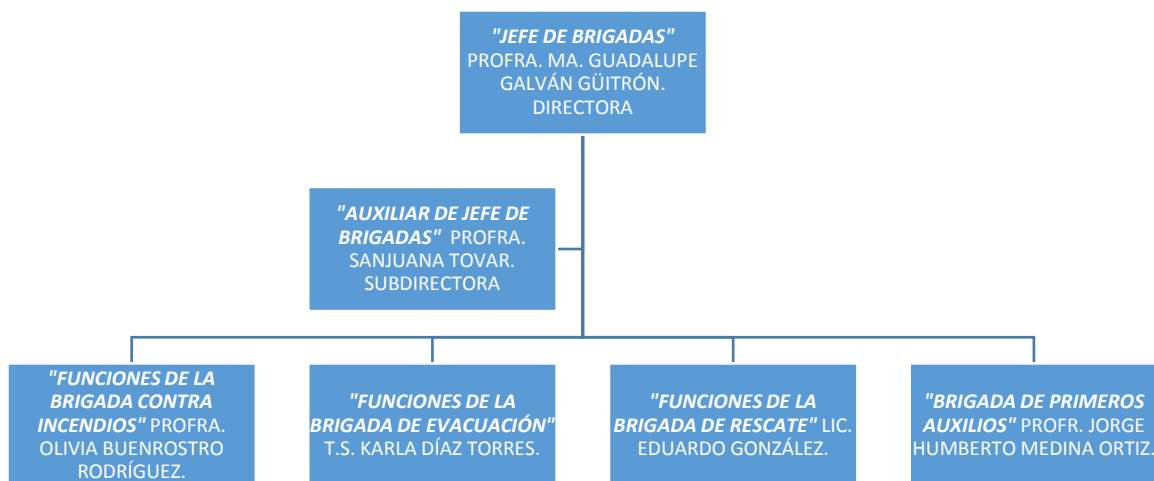 "JEFE DE BRIGADAS"
PROFRA. MA. GUADALUPE
GALVÁN GÜITRÓN.
DIRECTORA
"AUXILIAR DE JEFE DE
BRIGADAS" PROFRA.
SANJUANA TOVAR.
SUBDIRECTORA
"FUNCIONES DE LA
BRIGADA CONTRA
INCENDIOS" PROFRA.
OLIVIA BUENROSTRO
RODRÍGUEZ.
"FUNCIONES DE LA
BRIGADA DE EVACUACIÓN"
T.S. KARLA DÍAZ TORRES.
"FUNCIONES DE LA
BRIGADA DE RESCATE" LIC.
EDUARDO GONZÁLEZ.
"BRIGADA DE PRIMEROS
AUXILIOS" PROFR. JORGE
HUMBERTO MEDINA ORTIZ.